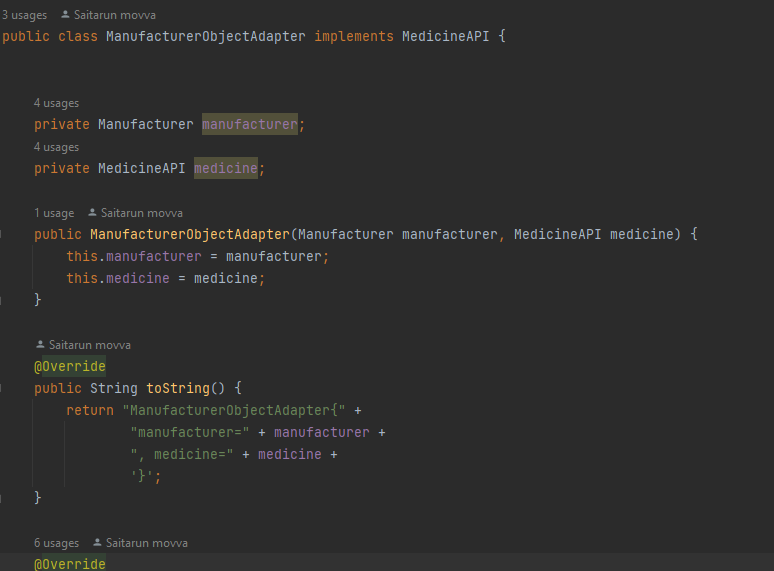 3 usages Saitarun movva
public class ManufacturerObjectAdapter implements MedicineAPI {
4 usages
private Manufacturer manufacturer;
4 usages
private MedicineAPI medicine;
1 usage Saitarun movva
public ManufacturerObjectAdapter(Manufacturer manufacturer, MedicineAPI medicine) {
this.manufacturer = manufacturer;
this.medicine = medicine;
}
Saitarun movva
@Override
public String toString() {
return "ManufacturerObjectAdapter{" +
"manufacturer=" + manufacturer +
", medicine=" + medicine +
'}';
}
6 usages Saitarun movva
@Override